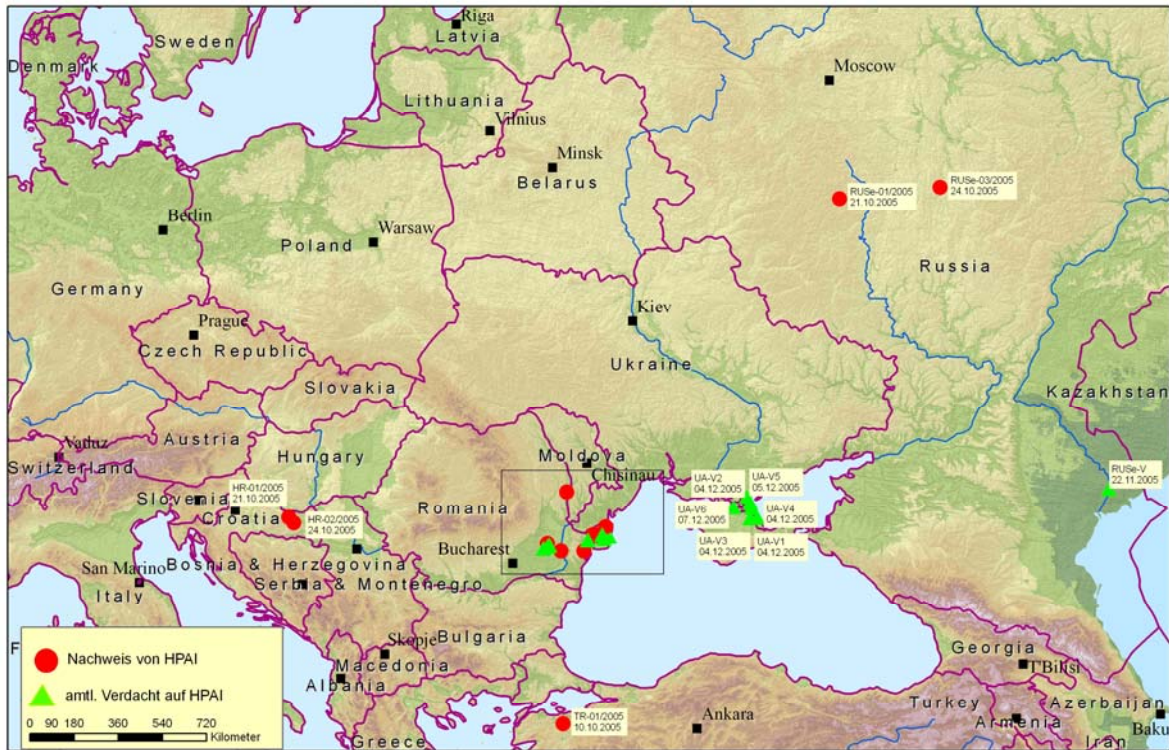 Riga
Latvia
Sweden
Denmark
Moscow
Lithuania
Vilnius
Minsk
Belarus
RUSe-01/2005
21.10.2005
RUSe-03/2005
24.10.2005
Berlin
Warsaw
Poland
Russia
Germany
Kiev
Prague
Czech Republic
Ukraine
Slovakia
Kazakhstan
Vaduz
Austria
Switzerland
Hungary
Moldova
Chisinau
UA-V2
04.12.2005
UA-V5
05.12.2005
RUSe-V
22.11.2005
HR-01/2005
21.10.2005
Slovenia
Croatia
HR-02/2005
24.10.2005
Romania
UA-V6
07.12.2005
UA-V4
04.12.2005
UA-V3
04.12.2005
UA-V1
04.12.2005
Bucharest
Bosnia & Herzegovina
San Marino
Italy
Serbia & Montenegro
Skopje
Bulgaria
Macedonia
Albania
Georgia
T'Bilisi
F
Nachweis von HPAI
amtl. Verdacht auf HPAI
0 90 180 360 540 720
Kilometer
Greece
TR-01/2005
10.10.2005
Ankara
Turkey
Armenia
Azerbaijan
Baku
Iran